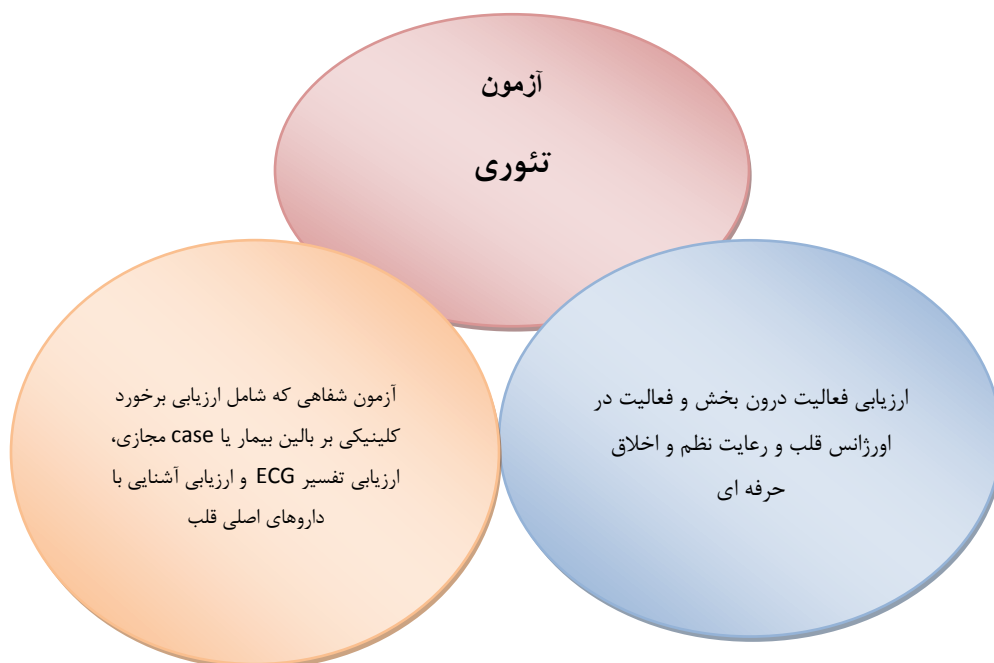 آزمون
تئوری
ارزیابی فعالیت درون بخش و فعالیت در
اورژانس قلب و رعایت نظم و اخلاق
حرفه ای
آزمون شفاهی که شامل ارزیابی برخورد
کلینیکی بر بالین بیمار یا case مجازی،
ارزیابی تفسیر ECG و ارزیابی آشنایی با
داروهای اصلی قلب